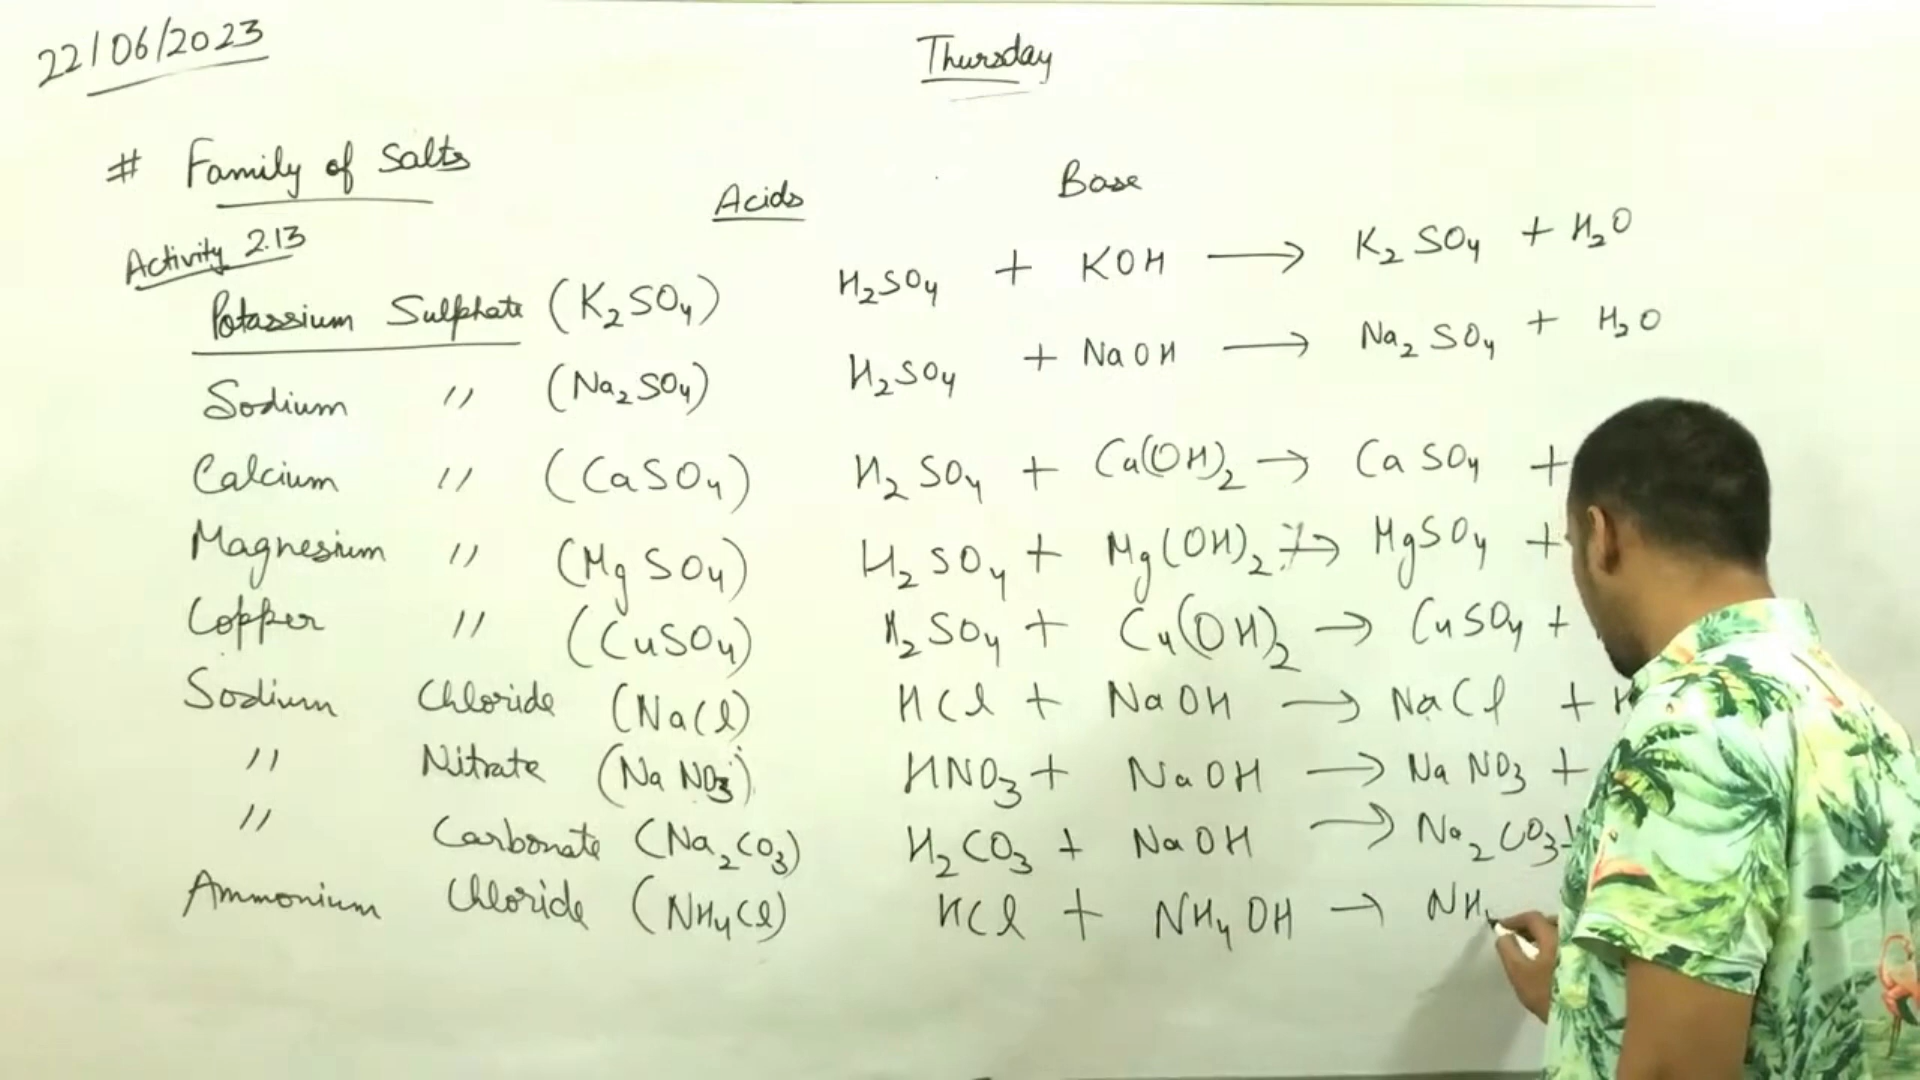 22/06/2023 Thursday
# Family of Salts
Acids Base
Activity 2.13
Potassium Sulphate (K₂SO₄) H₂SO₄ + KOH → K₂SO₄ + H₂O
Sodium " (Na₂SO₄) H₂SO₄ + NaOH → Na₂SO₄ + H₂O
Calcium " (CaSO₄) H₂SO₄ + Ca(OH)₂ → CaSO₄ +
Magnesium " (MgSO₄) H₂SO₄ + Mg(OH)₂ → MgSO₄ +
Copper " (CuSO₄) H₂SO₄ + Cu(OH)₂ → CuSO₄ +
Sodium Chloride (NaCl) HCl + NaOH → NaCl + H
" Nitrate (NaNO₃) HNO₃ + NaOH → NaNO₃ +
" Carbonate (Na₂CO₃) H₂CO₃ + NaOH → Na₂CO₃ +
Ammonium Chloride (NH₄Cl) HCl + NH₄OH → NH₄